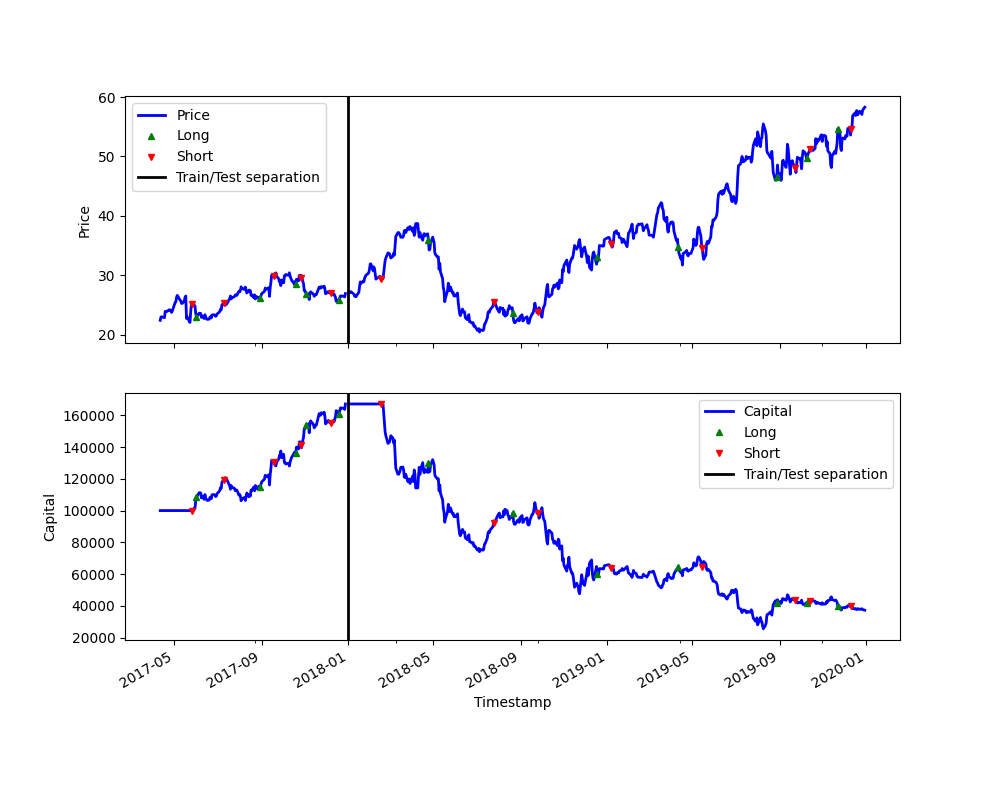 60
50
40
30
20
Price
Price
Long
Short
Train/Test separation
160000
140000
120000
100000
80000
60000
40000
20000
Capital
Capital
Long
Short
Train/Test separation
2017-05
2017-09
2018-01
2018-05
2018-09
2019-01
2019-05
2019-09
2020-01
Timestamp